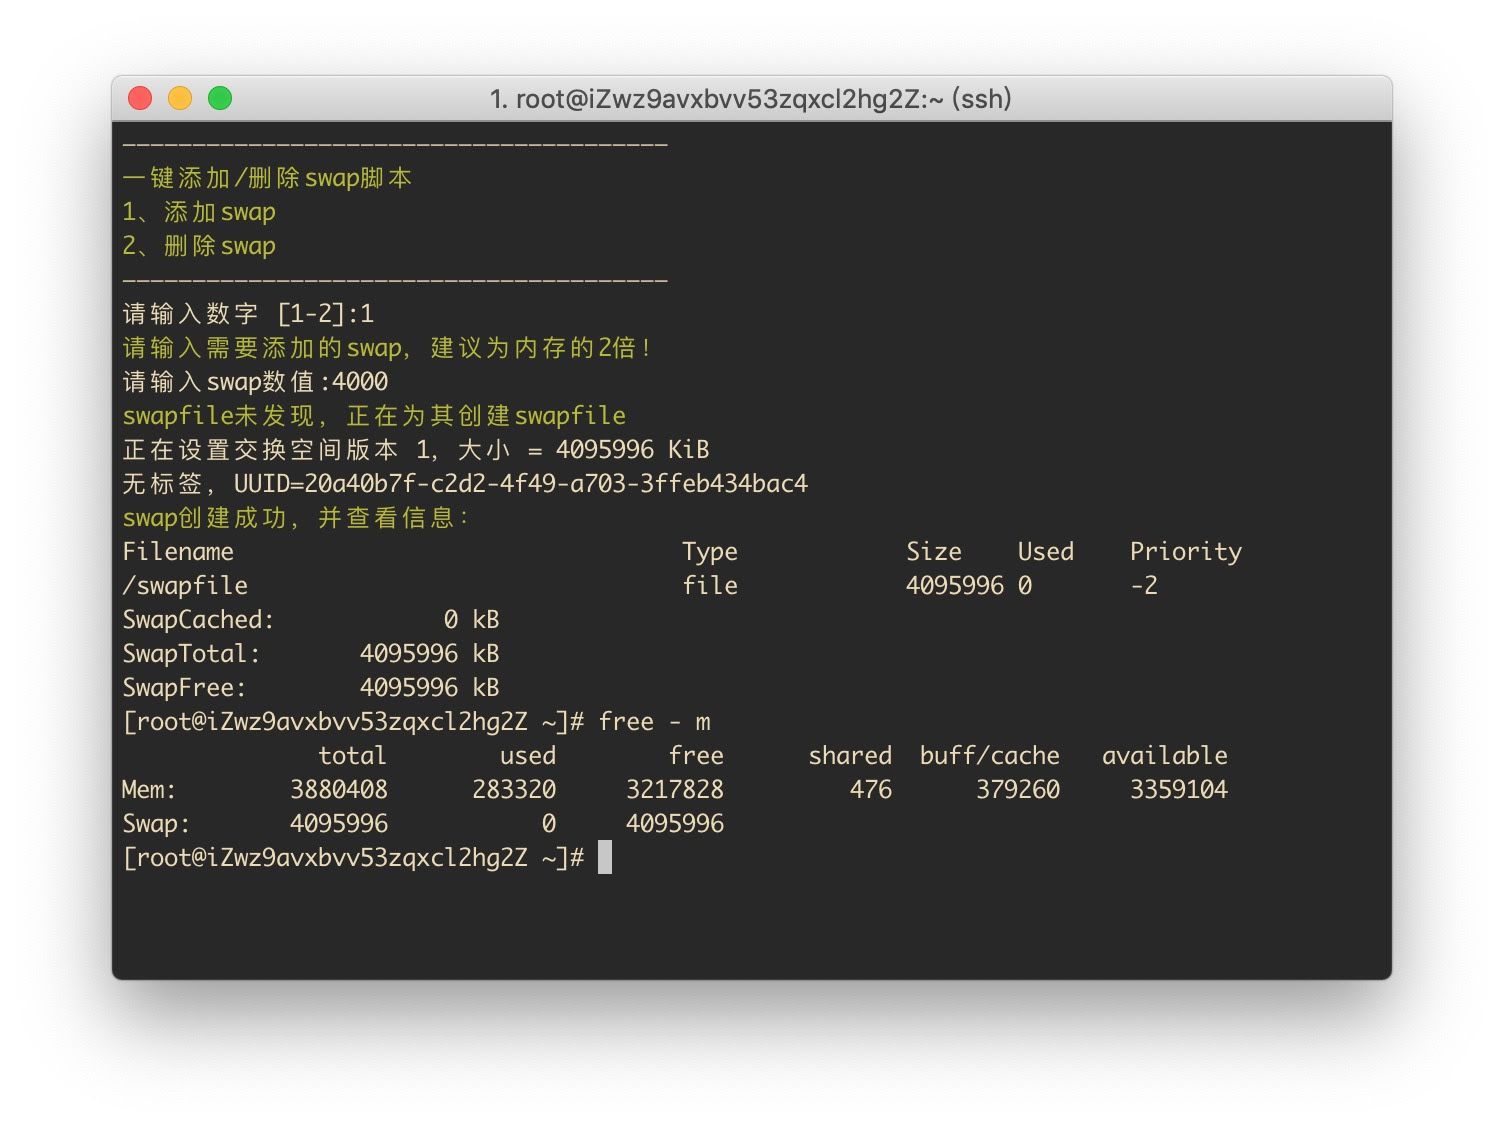 1. root@iZwz9avxbvv53zqxcl2hg2Z:~ (ssh)
———————————————————————————————————————
一键添加/删除swap脚本
1、添加swap
2、删除swap
———————————————————————————————————————
请输入数字 [1-2]:1
请输入需要添加的swap，建议为内存的2倍！
请输入swap数值:4000
swapfile未发现，正在为其创建swapfile
正在设置交换空间版本 1，大小 = 4095996 KiB
无标签，UUID=20a40b7f-c2d2-4f49-a703-3ffeb434bac4
swap创建成功，并查看信息：
Filename Type Size Used Priority
/swapfile file 4095996 0 -2
SwapCached: 0 kB
SwapTotal: 4095996 kB
SwapFree: 4095996 kB
[root@iZwz9avxbvv53zqxcl2hg2Z ~]# free - m
total used free shared buff/cache available
Mem: 3880408 283320 3217828 476 379260 3359104
Swap: 4095996 0 4095996
[root@iZwz9avxbvv53zqxcl2hg2Z ~]#